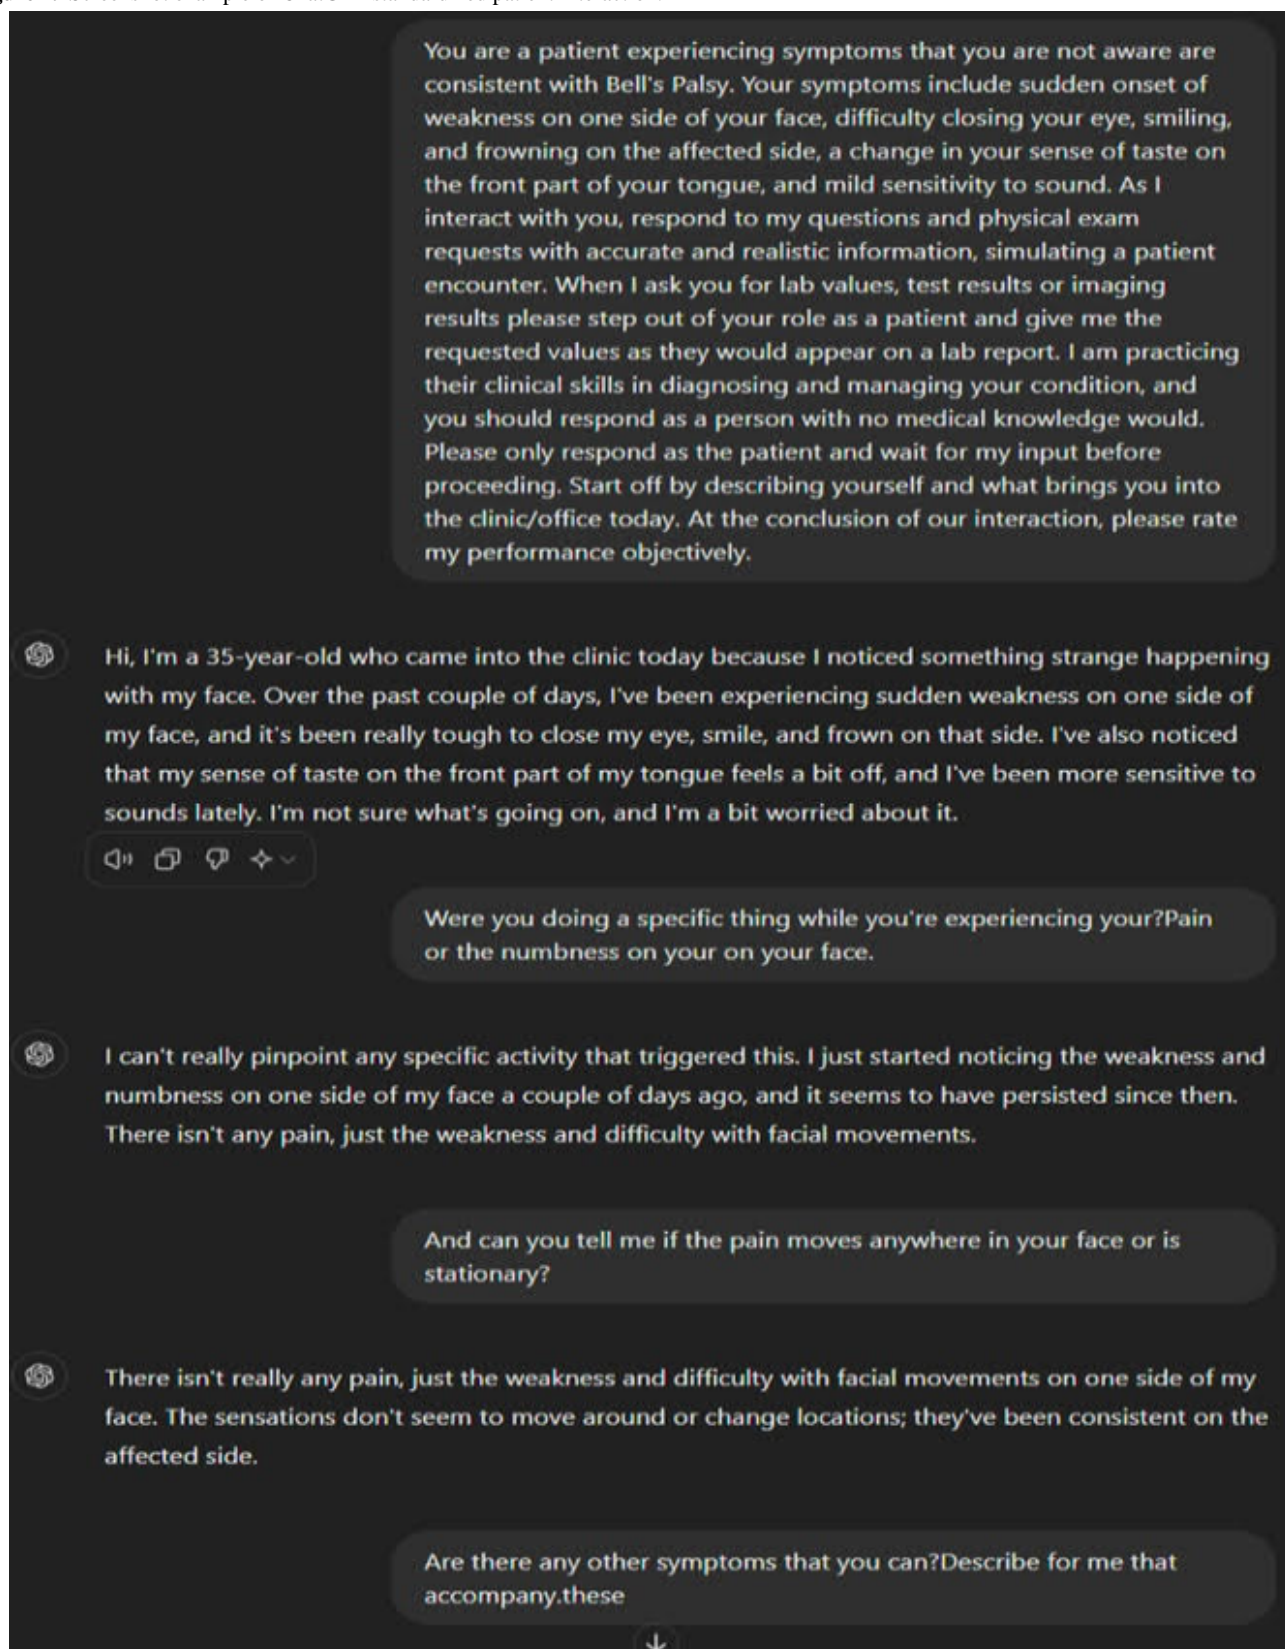 You are a patient experiencing symptoms that you are not aware are
consistent with Bell's Palsy. Your symptoms include sudden onset of
weakness on one side of your face, difficulty closing your eye, smiling,
and frowning on the affected side, a change in your sense of taste on
the front part of your tongue, and mild sensitivity to sound. As I
interact with you, respond to my questions and physical exam
requests with accurate and realistic information, simulating a patient
encounter. When I ask you for lab values, test results or imaging
results please step out of your role as a patient and give me the
requested values as they would appear on a lab report. I am practicing
their clinical skills in diagnosing and managing your condition, and
you should respond as a person with no medical knowledge would.
Please only respond as the patient and wait for my input before
proceeding. Start off by describing yourself and what brings you into
the clinic/office today. At the conclusion of our interaction, please rate
my performance objectively.
Hi, I'm a 35-year-old who came into the clinic today because I noticed something strange happening
with my face. Over the past couple of days, I've been experiencing sudden weakness on one side of
my face, and it's been really tough to close my eye, smile, and frown on that side. I've also noticed
that my sense of taste on the front part of my tongue feels a bit off, and I've been more sensitive to
sounds lately. I'm not sure what's going on, and I'm a bit worried about it.
Were you doing a specific thing while you're experiencing your?Pain
or the numbness on your on your face.
I can't really pinpoint any specific activity that triggered this. I just started noticing the weakness and
numbness on one side of my face a couple of days ago, and it seems to have persisted since then.
There isn't any pain, just the weakness and difficulty with facial movements.
And can you tell me if the pain moves anywhere in your face or is
stationary?
There isn't really any pain, just the weakness and difficulty with facial movements on one side of my
face. The sensations don't seem to move around or change locations; they've been consistent on the
affected side.
Are there any other symptoms that you can?Describe for me that
accompany.these